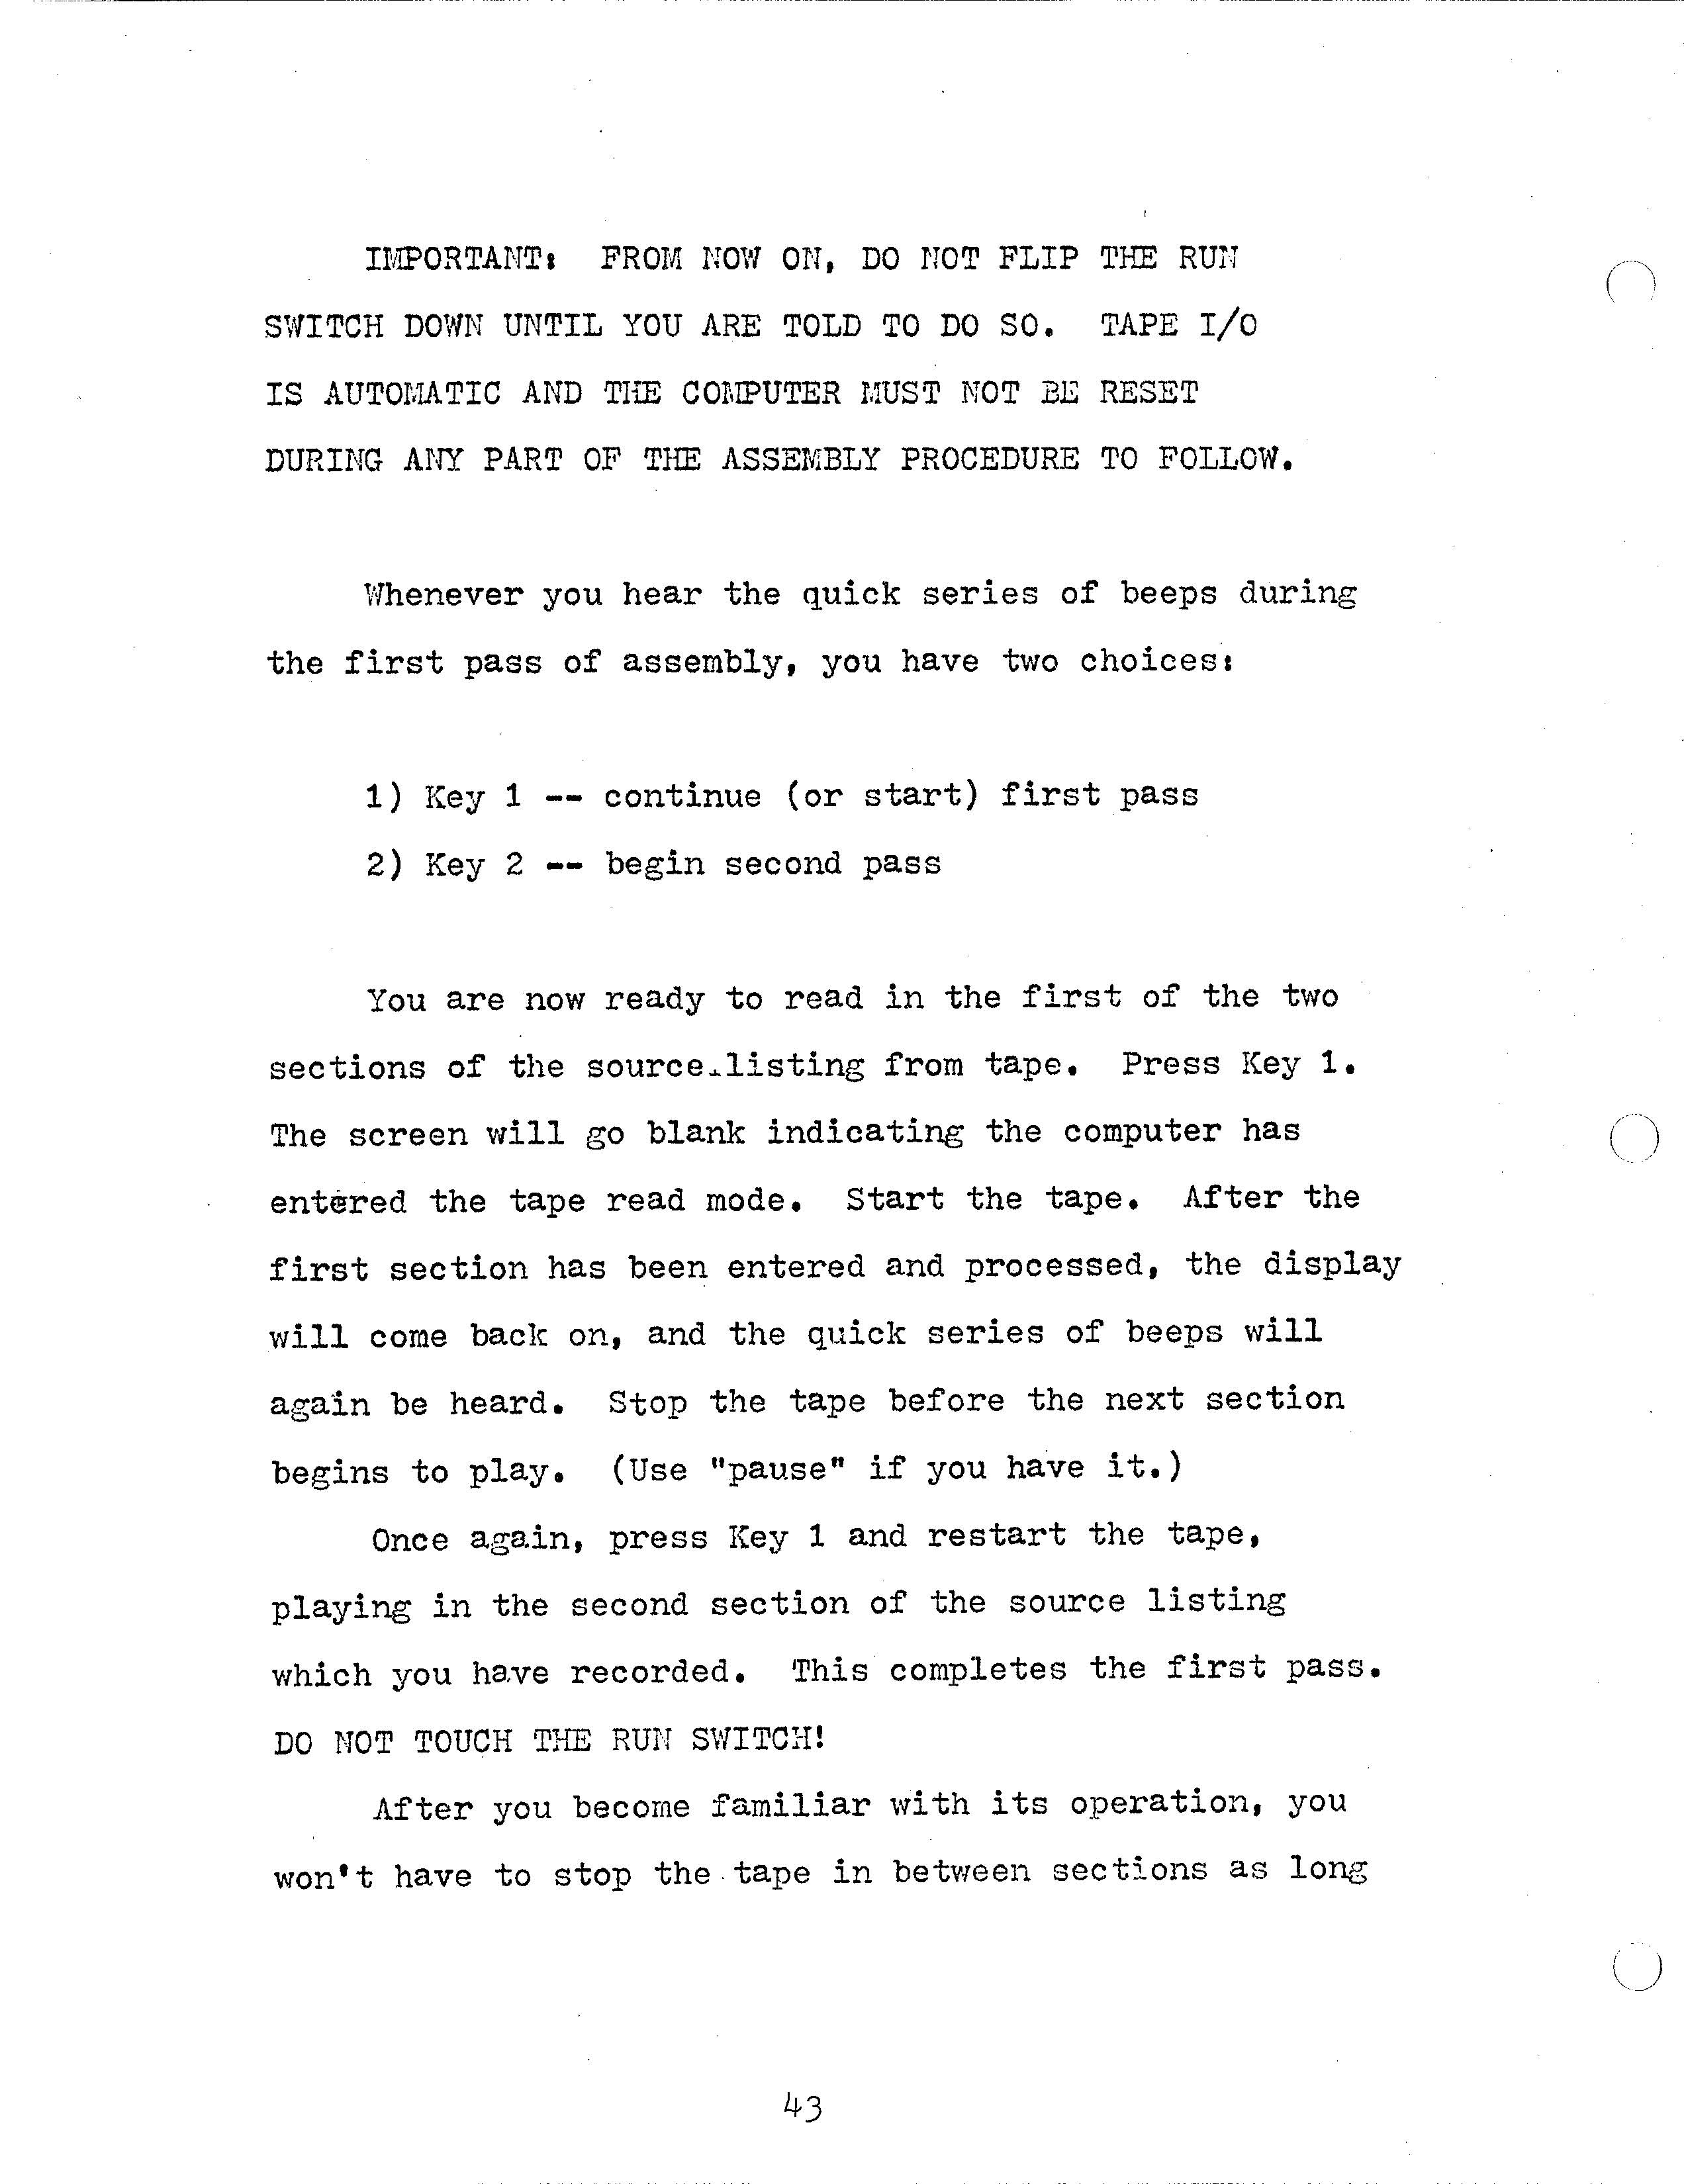 IMPORTANT:  FROM NOW ON, DO NOT FLIP THE RUN
SWITCH DOWN UNTIL YOU ARE TOLD TO DO SO.  TAPE I/O
IS AUTOMATIC AND THE COMPUTER MUST NOT BE RESET
DURING ANY PART OF THE ASSEMBLY PROCEDURE TO FOLLOW.
Whenever you hear the quick series of beeps during
the first pass of assembly, you have two choices:
1) Key 1 -- continue (or start) first pass
2) Key 2 -- begin second pass
You are now ready to read in the first of the two
sections of the source listing from tape.  Press Key 1.
The screen will go blank indicating the computer has
entered the tape read mode.  Start the tape.  After the
first section has been entered and processed, the display
will come back on, and the quick series of beeps will
again be heard.  Stop the tape before the next section
begins to play.  (Use "pause" if you have it.)
Once again, press Key 1 and restart the tape,
playing in the second section of the source listing
which you have recorded.  This completes the first pass.
DO NOT TOUCH THE RUN SWITCH!
After you become familiar with its operation, you
won't have to stop the tape in between sections as long
43